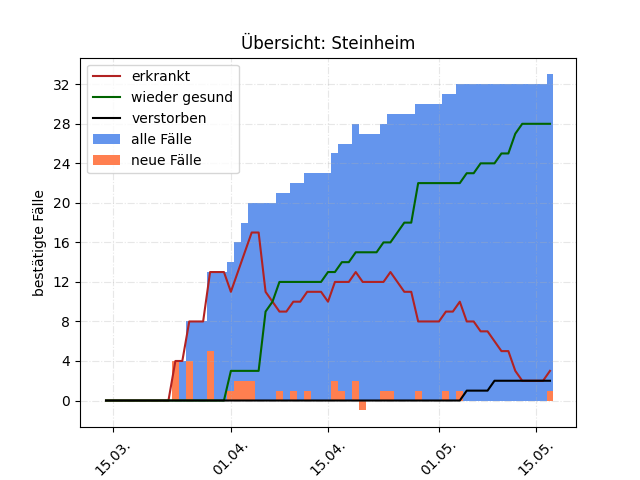 Übersicht: Steinheim
erkrankt
wieder gesund
verstorben
alle Fälle
neue Fälle
bestätigte Fälle
32
28
24
20
16
12
8
4
0
15.03.
01.04.
15.04.
01.05.
15.05.